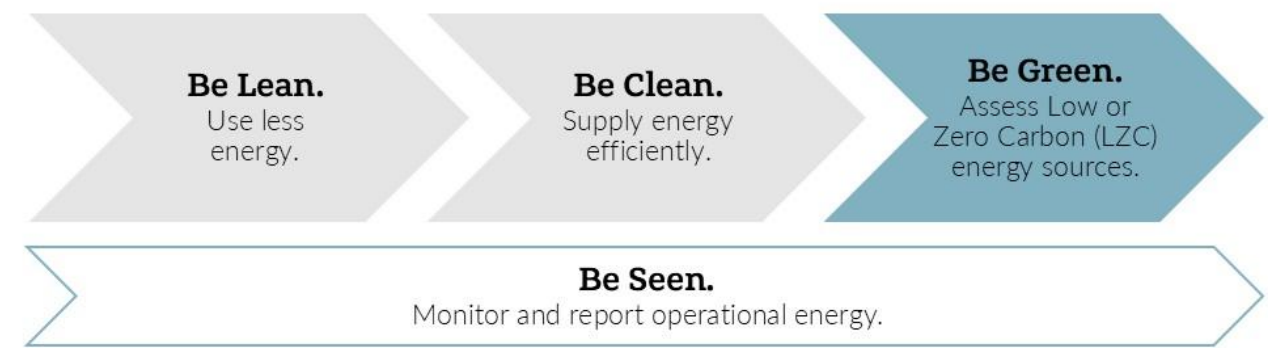 Be Lean.
Use less
energy.
Be Clean.
Supply energy
efficiently.
Be Green.
Assess Low or
Zero Carbon (LZC)
energy sources.
Be Seen.
Monitor and report operational energy.